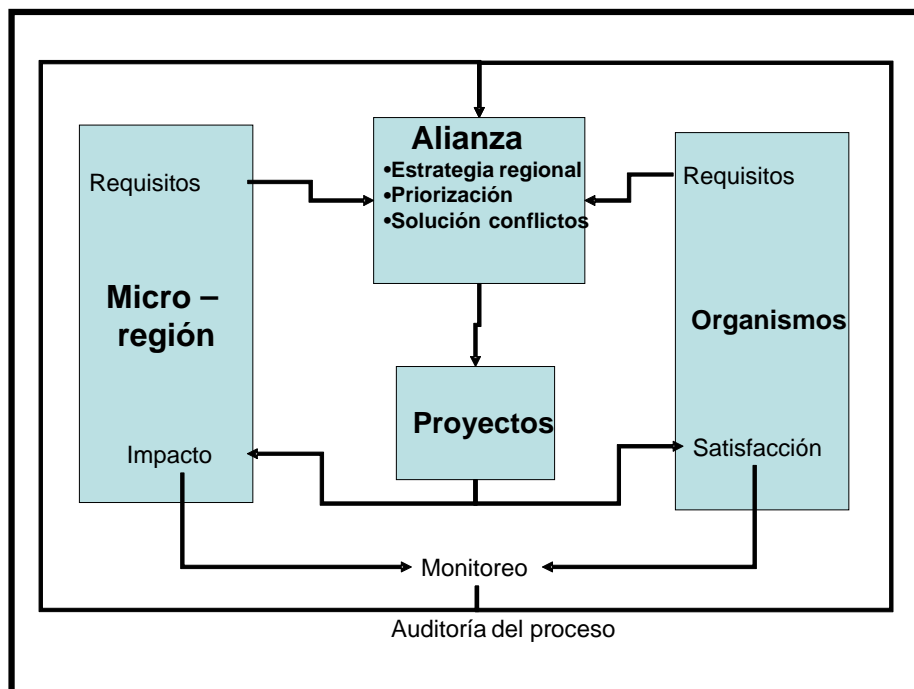 Alianza
•Estrategia regional
•Priorización
•Solución conflictos
Requisitos
Micro –
región
Impacto
Requisitos
Organismos
Satisfacción
Proyectos
Monitoreo
Auditoría del proceso